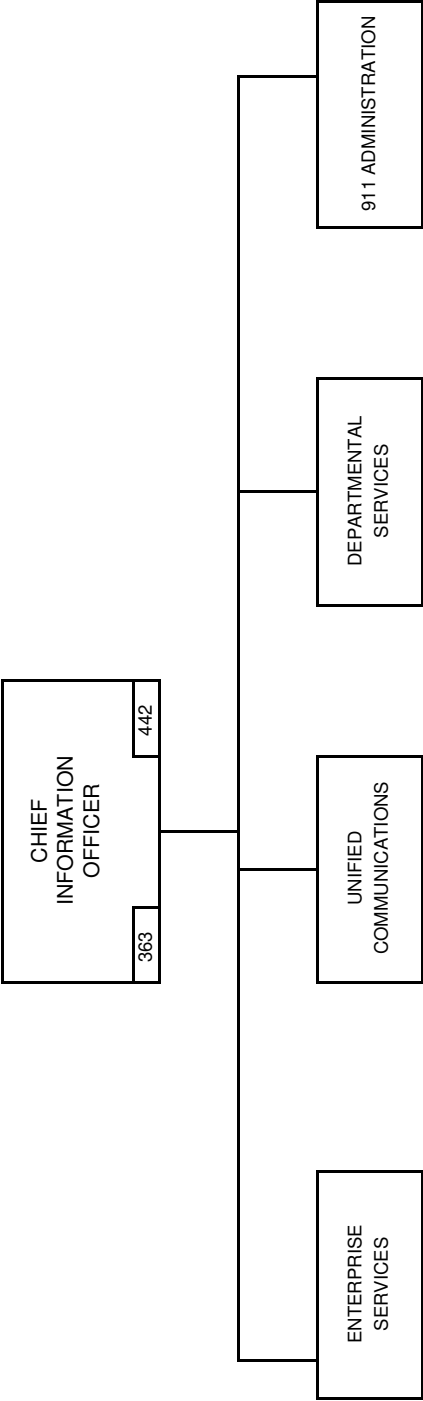 CHIEF
INFORMATION
OFFICER
363
442
ENTERPRISE
SERVICES
UNIFIED
COMMUNICATIONS
DEPARTMENTAL
SERVICES
911 ADMINISTRATION